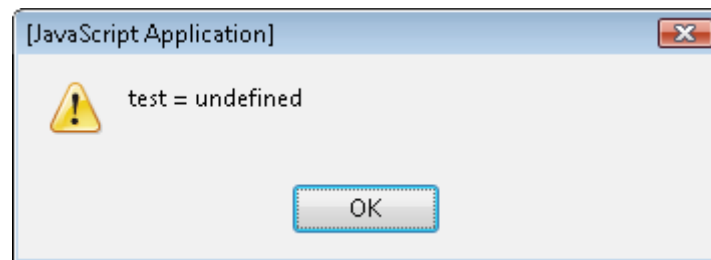 [JavaScript Application]
test = undefined
OK